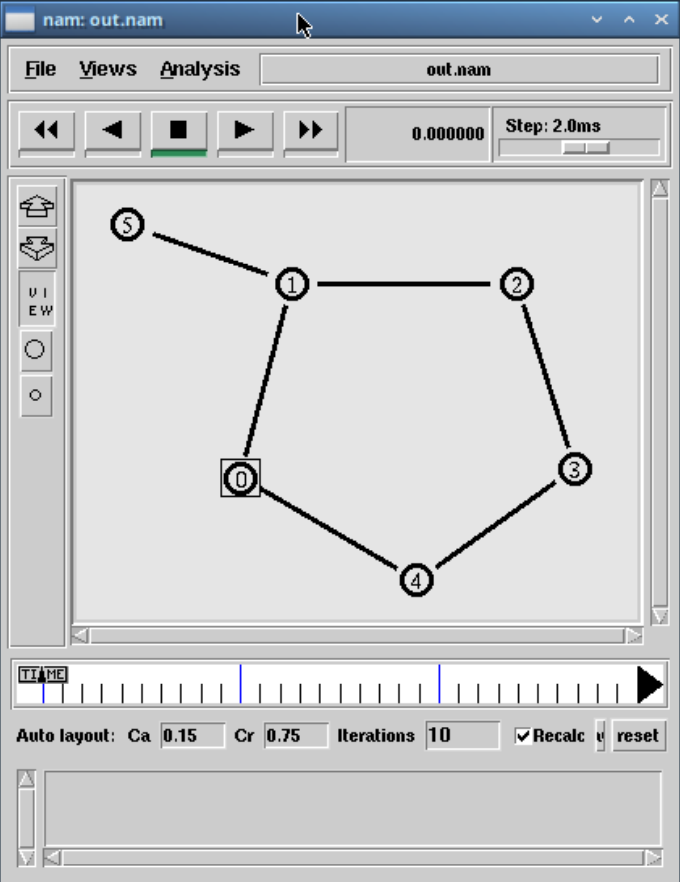 nam: out.nam
File Views Analysis out.nam
0.000000 Step: 2.0ms
5
1 2
V I
E W
0 3
4
TIME
Auto layout: Ca 0.15 Cr 0.75 Iterations 10 Recalc reset